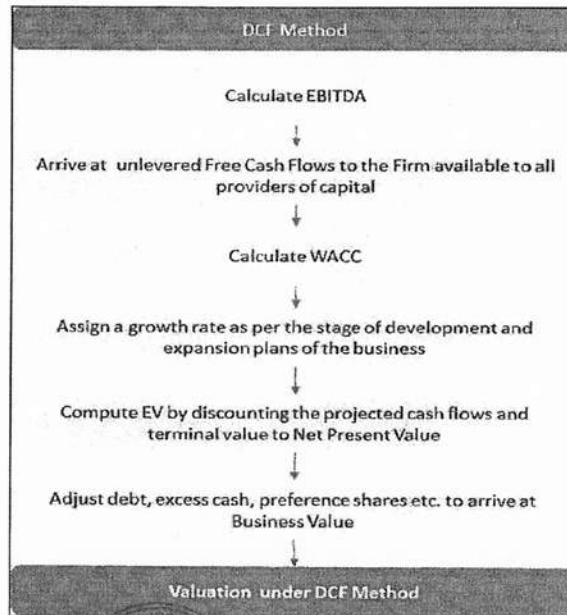 DCF Method
Calculate EBITDA
Arrive at unlevered Free Cash Flows to the Firm available to all
providers of capital
Calculate WACC
Assign a growth rate as per the stage of development and
expansion plans of the business
Compute EV by discounting the projected cash flows and
terminal value to Net Present Value
Adjust debt, excess cash, preference shares etc. to arrive at
Business Value
Valuation under DCF Method